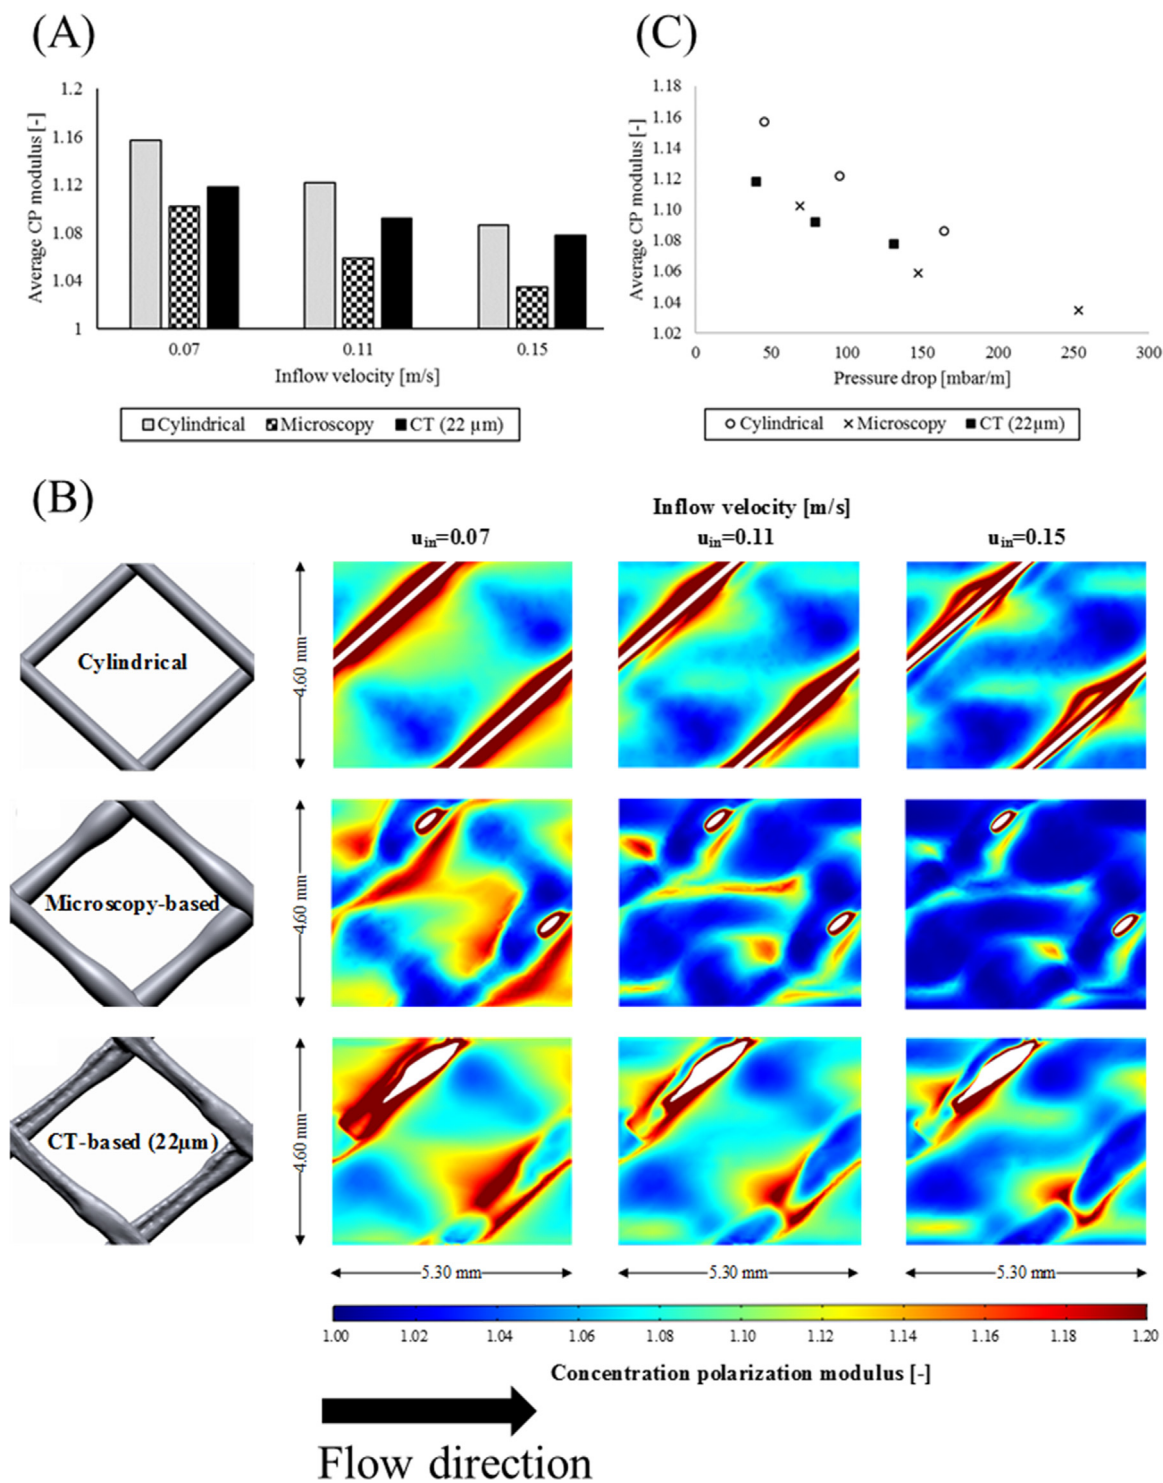 (A)
1.2
1.16
1.12
1.08
1.04
1
Average CP modulus [-]
0.07 0.11 0.15
Inflow velocity [m/s]
Cylindrical Microscopy CT (22 µm)
(C)
1.18
1.16
1.14
1.12
1.10
1.08
1.06
1.04
1.02
Average CP modulus [-]
0 50 100 150 200 250 300
Pressure drop [mbar/m]
Cylindrical Microscopy CT (22µm)
(B)
Inflow velocity [m/s]
uin=0.07 uin=0.11 uin=0.15
Cylindrical
4.60 mm
Microscopy-based
4.60 mm
CT-based (22µm)
4.60 mm
5.30 mm 5.30 mm 5.30 mm
1.00 1.02 1.04 1.06 1.08 1.10 1.12 1.14 1.16 1.18 1.20
Concentration polarization modulus [-]
Flow direction